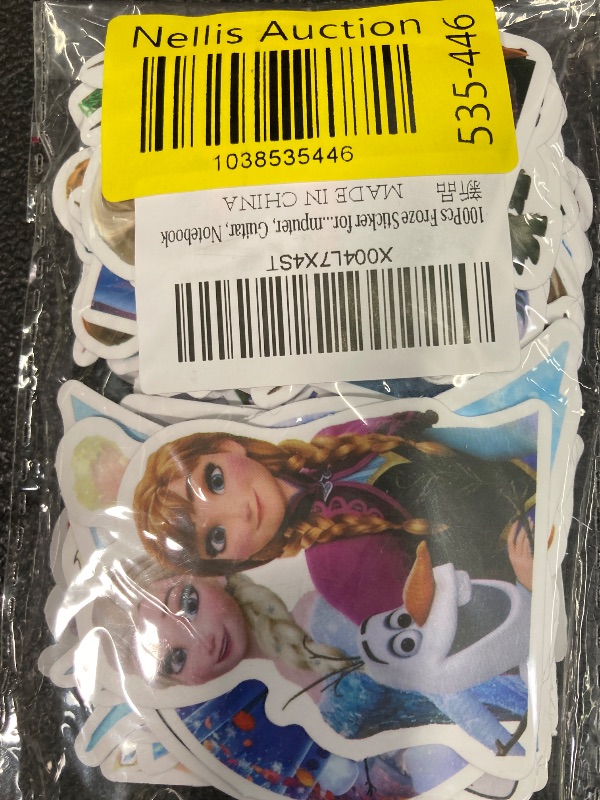 Nellis Auction
1038535446
535-446
X004L7X4ST
100Pcs Froze Sticker for...mputer, Guitar, Notebook
新品 MADE IN CHINA